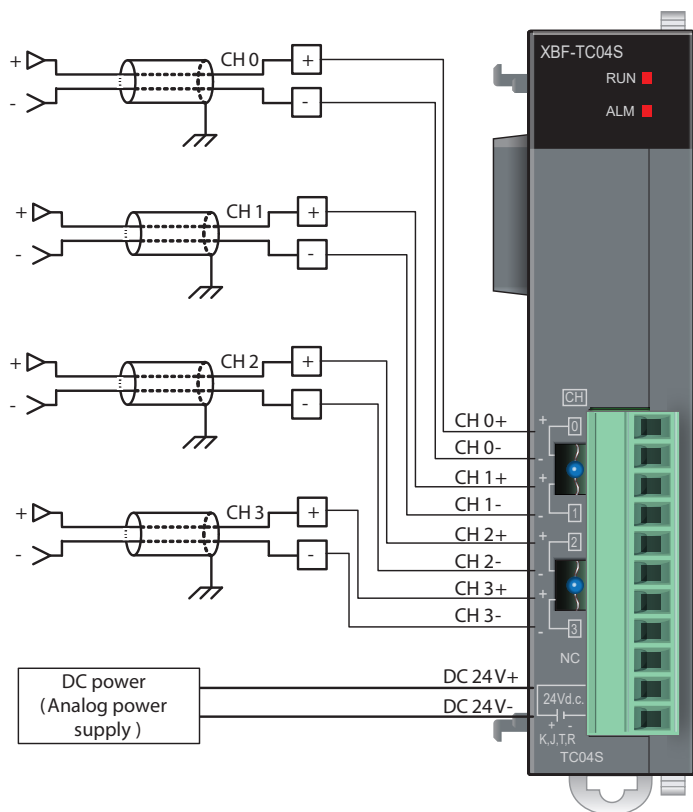 XBF-TC04S
RUN
ALM
+ CH 0 +
- -
+ CH 1 +
- -
+ CH 2 +
- -
+ CH 3 +
- -
CH
CH 0+ + 0
CH 0- -
CH 1+ +
CH 1- - 1
CH 2+ + 2
CH 2- -
CH 3+ +
CH 3- - 3
NC
DC power
(Analog power
supply)
DC 24V+
DC 24V-
24Vd.c.
+ -
K,J,T,R
TC04S